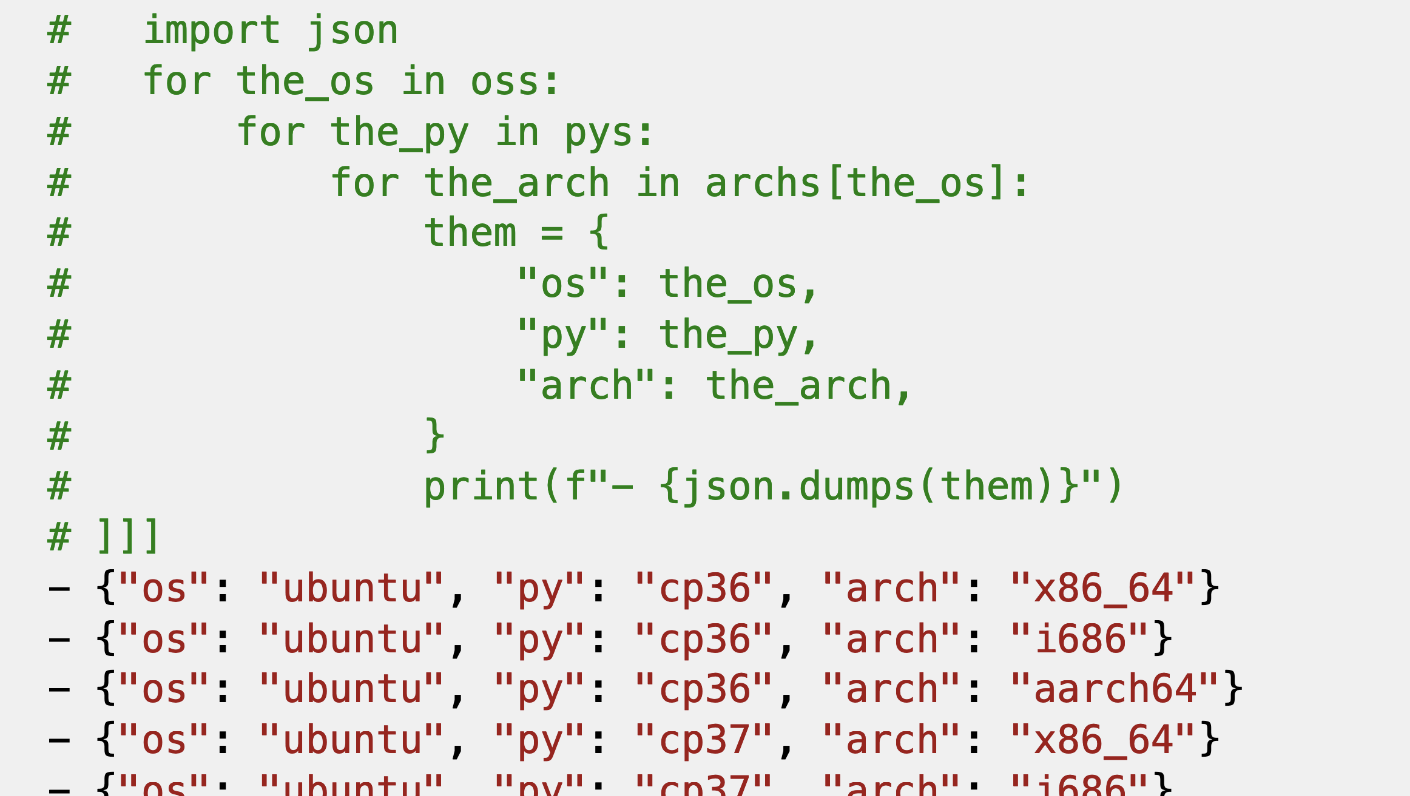 #   import json
#   for the_os in oss:
#       for the_py in pys:
#           for the_arch in archs[the_os]:
#               them = {
#                   "os": the_os,
#                   "py": the_py,
#                   "arch": the_arch,
#               }
#               print(f"- {json.dumps(them)}")
# ]]]
- {"os": "ubuntu", "py": "cp36", "arch": "x86_64"}
- {"os": "ubuntu", "py": "cp36", "arch": "i686"}
- {"os": "ubuntu", "py": "cp36", "arch": "aarch64"}
- {"os": "ubuntu", "py": "cp37", "arch": "x86_64"}
- {"os": "ubuntu", "py": "cp37", "arch": "i686"}